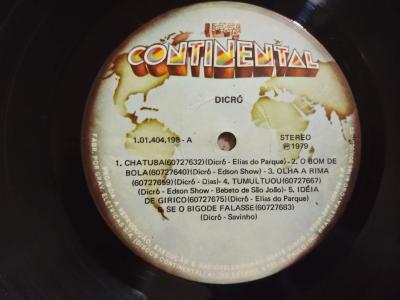 CONTINENTAL
DICRÓ
1.01.404.198-A
STEREO
Ⓟ1979
1. CHATUBA(60727632)(Dicró - Elias do Parque)- 2. O BOM DE
BOLA(60727640)(Dicró - Edson Show)- 3. OLHA A RIMA
(60727659)(Dicró - Dias)- 4. TUMULTUOU(60727667)
(Dicró - Edson Show - Bebeto de São João)- 5. IDÉIA
DE GIRICO(60727675)(Dicró - Elias do Parque)
6. SE O BIGODE FALASSE(60727683)
(Dicró - Savinho)